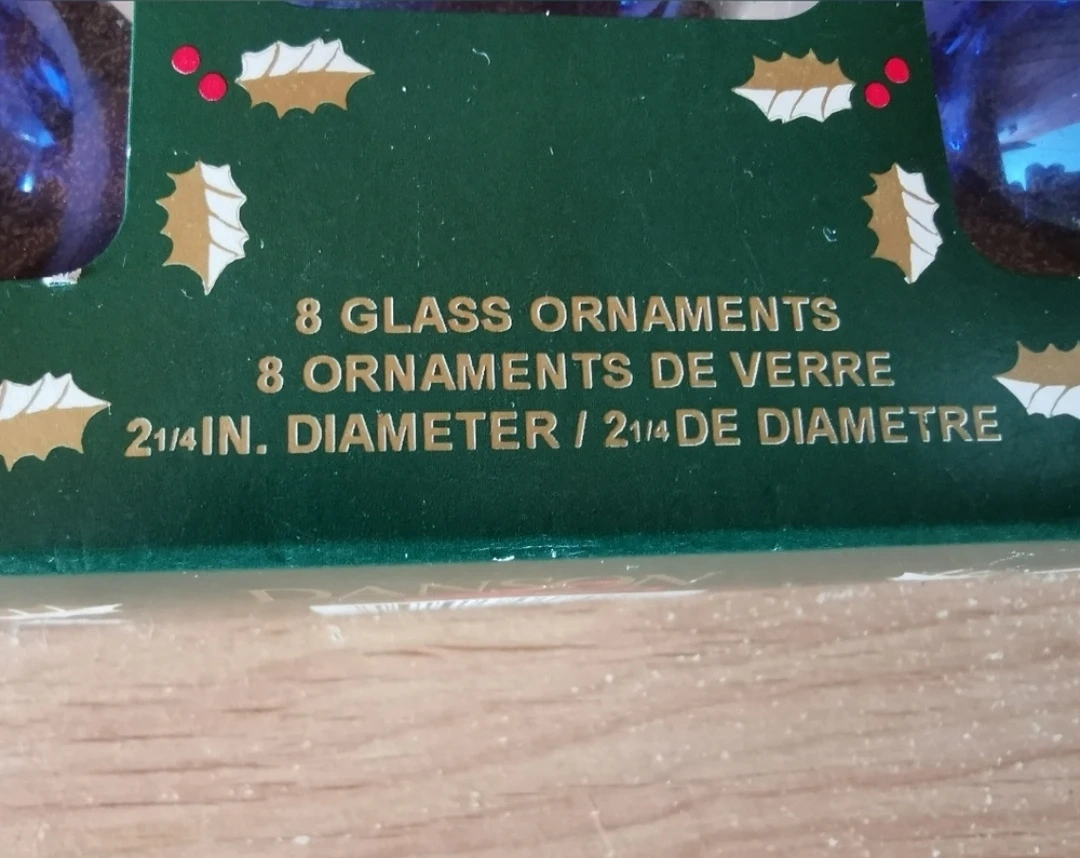 8 GLASS ORNAMENTS
8 ORNAMENTS DE VERRE
2 1/4 IN. DIAMETER / 2 1/4 DE DIAMETRE